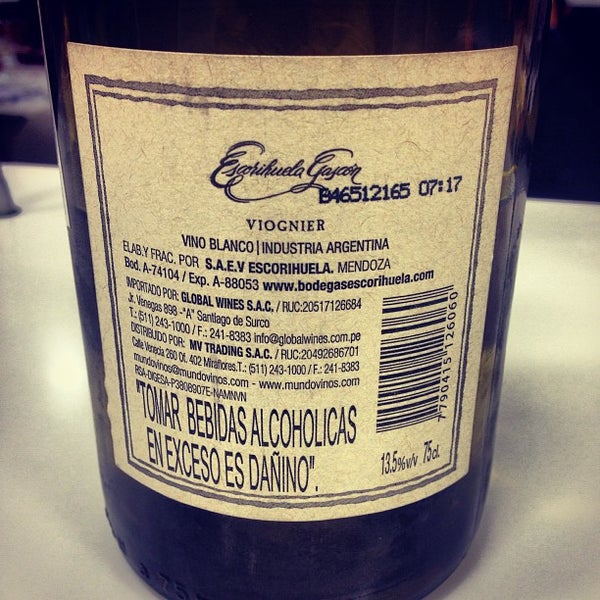 Escorihuela Gascón
B46512165 07:17
VIOGNIER
VINO BLANCO | INDUSTRIA ARGENTINA
ELAB.Y FRAC. POR S.A.E.V ESCORIHUELA. MENDOZA
Bod. A-74104 / Exp. A-88053 www.bodegasescorihuela.com
IMPORTADO POR: GLOBAL WINES S.A.C. / RUC:20517126684
Jr. Venegas 898 -"A" Santiago de Surco
T.: (511) 243-1000 / F.: 241-8383 info@globalwines.com.pe
DISTRIBUIDO POR: MV TRADING S.A.C. / RUC:20492686701
Calle Venecia 260 Of. 402 Miraflores.T.: (511) 243-1000 / F.: 241-8383
mundovinos@mundovinos.com - www.mundovinos.com
RSA-DIGESA-P3806907E-NAMNVN
"TOMAR BEBIDAS ALCOHOLICAS
EN EXCESO ES DAÑINO".
7790415126060
13.5%v/v 75cl.